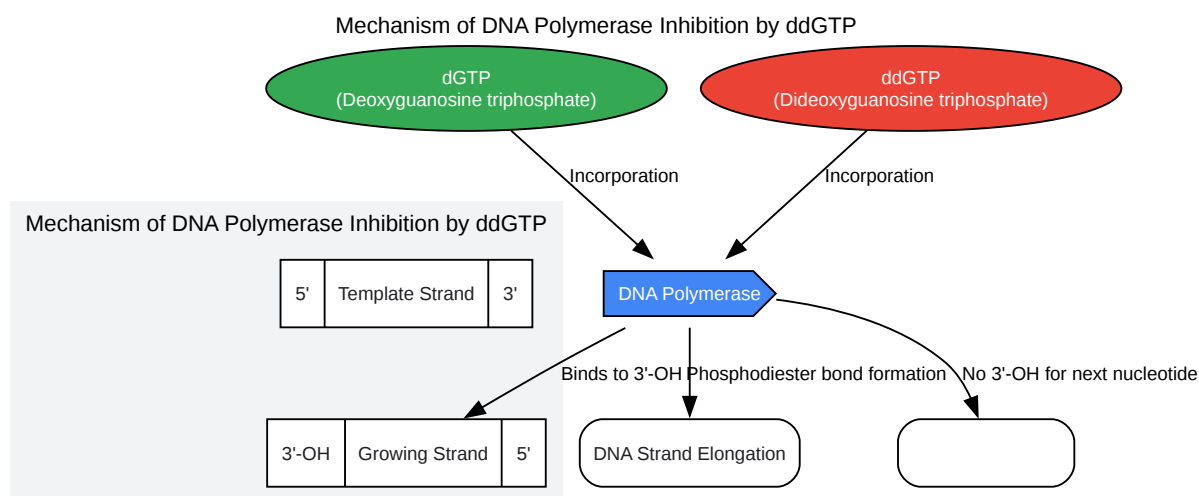 Mechanism of DNA Polymerase Inhibition by ddGTP
dGTP
(Deoxyguanosine triphosphate)
ddGTP
(Dideoxyguanosine triphosphate)
Incorporation
Incorporation
Mechanism of DNA Polymerase Inhibition by ddGTP
5'
Template Strand
3'
DNA Polymerase
Binds to 3'-OH
Phosphodiester bond formation
No 3'-OH for next nucleotide
3'-OH
Growing Strand
5'
DNA Strand Elongation